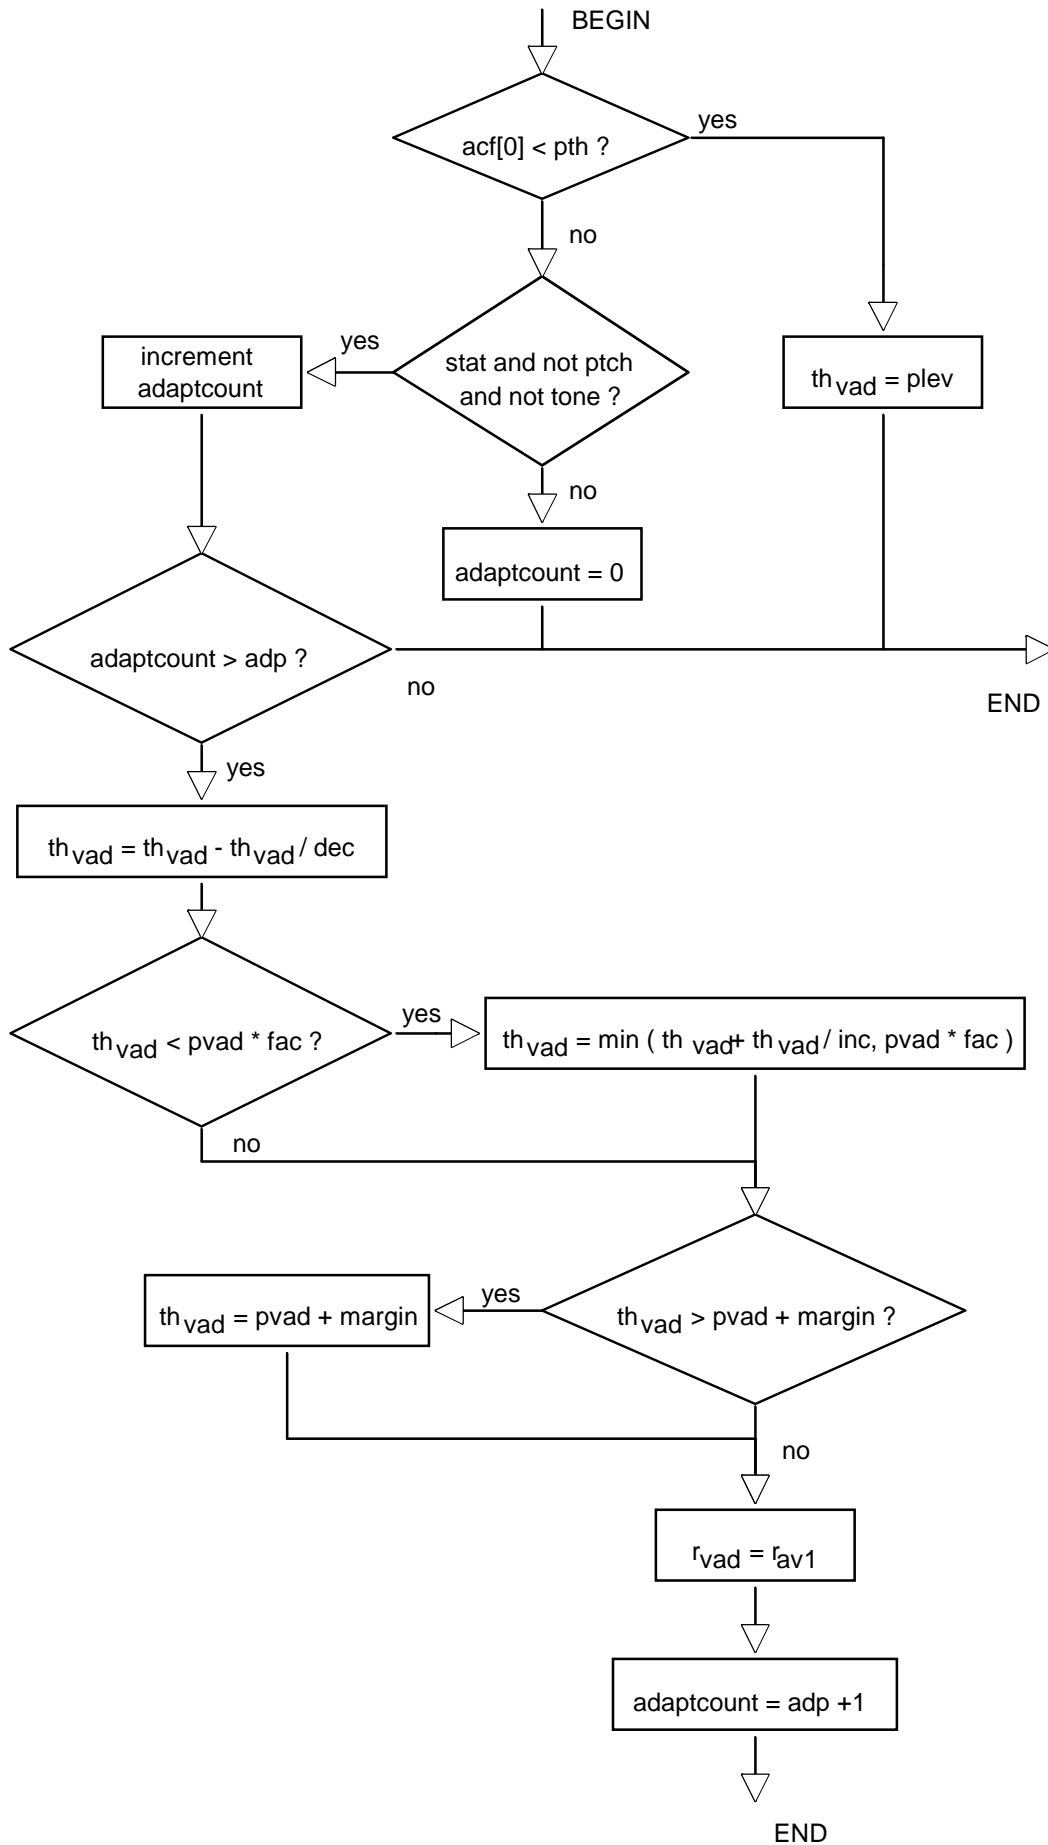 BEGIN
acf[0] < pth ?
yes
no
stat and not ptch
and not tone ?
yes
increment
adaptcount
th vad = plev
no
adaptcount = 0
adaptcount > adp ?
no
END
yes
th vad = th vad - th vad / dec
th vad < pvad * fac ?
yes
th vad = min ( th vad + th vad / inc, pvad * fac )
no
th vad > pvad + margin ?
yes
th vad = pvad + margin
no
r vad = r av1
adaptcount = adp +1
END